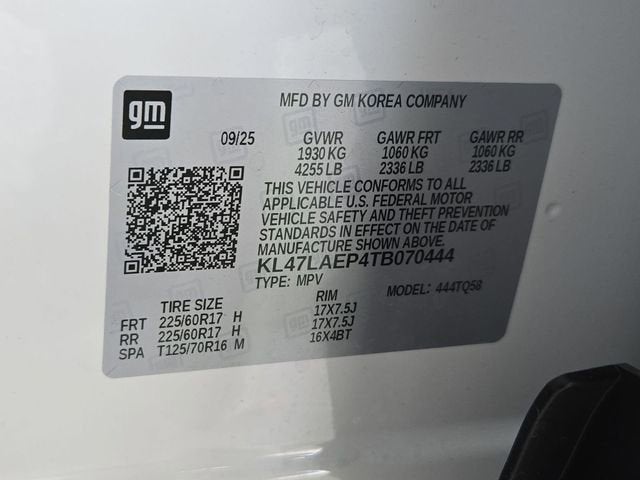 gm
MFD BY GM KOREA COMPANY
09/25 GVWR GAWR FRT GAWR RR
1930 KG 1060 KG 1060 KG
4255 LB 2336 LB 2336 LB
THIS VEHICLE CONFORMS TO ALL
APPLICABLE U.S. FEDERAL MOTOR
VEHICLE SAFETY AND THEFT PREVENTION
STANDARDS IN EFFECT ON THE DATE OF
MANUFACTURE SHOWN ABOVE.
KL47LAEP4TB070444
TYPE: MPV MODEL: 444TQ58
TIRE SIZE RIM
FRT 225/60R17 H 17X7.5J
RR 225/60R17 H 17X7.5J
SPA T125/70R16 M 16X4BT